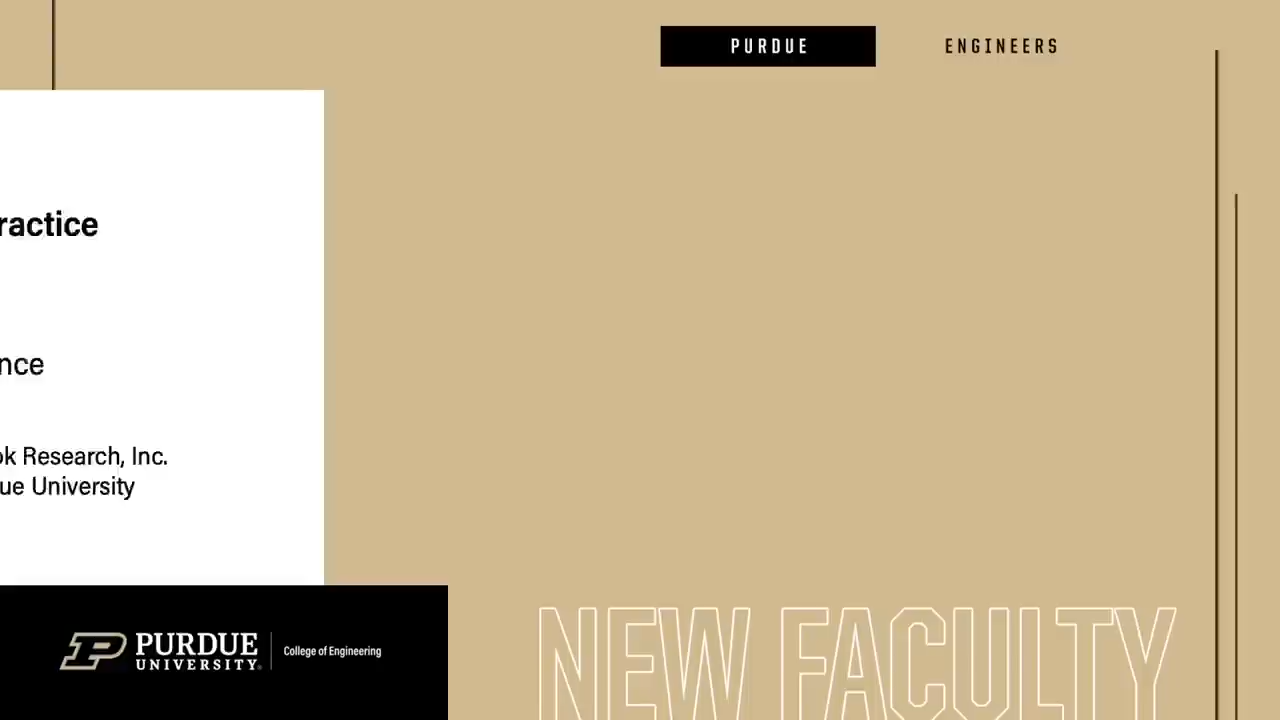 PURDUE
ENGINEERS
ractice
nce
ok Research, Inc.
ue University
PURDUE
UNIVERSITY®
College of Engineering
NEW FACULTY